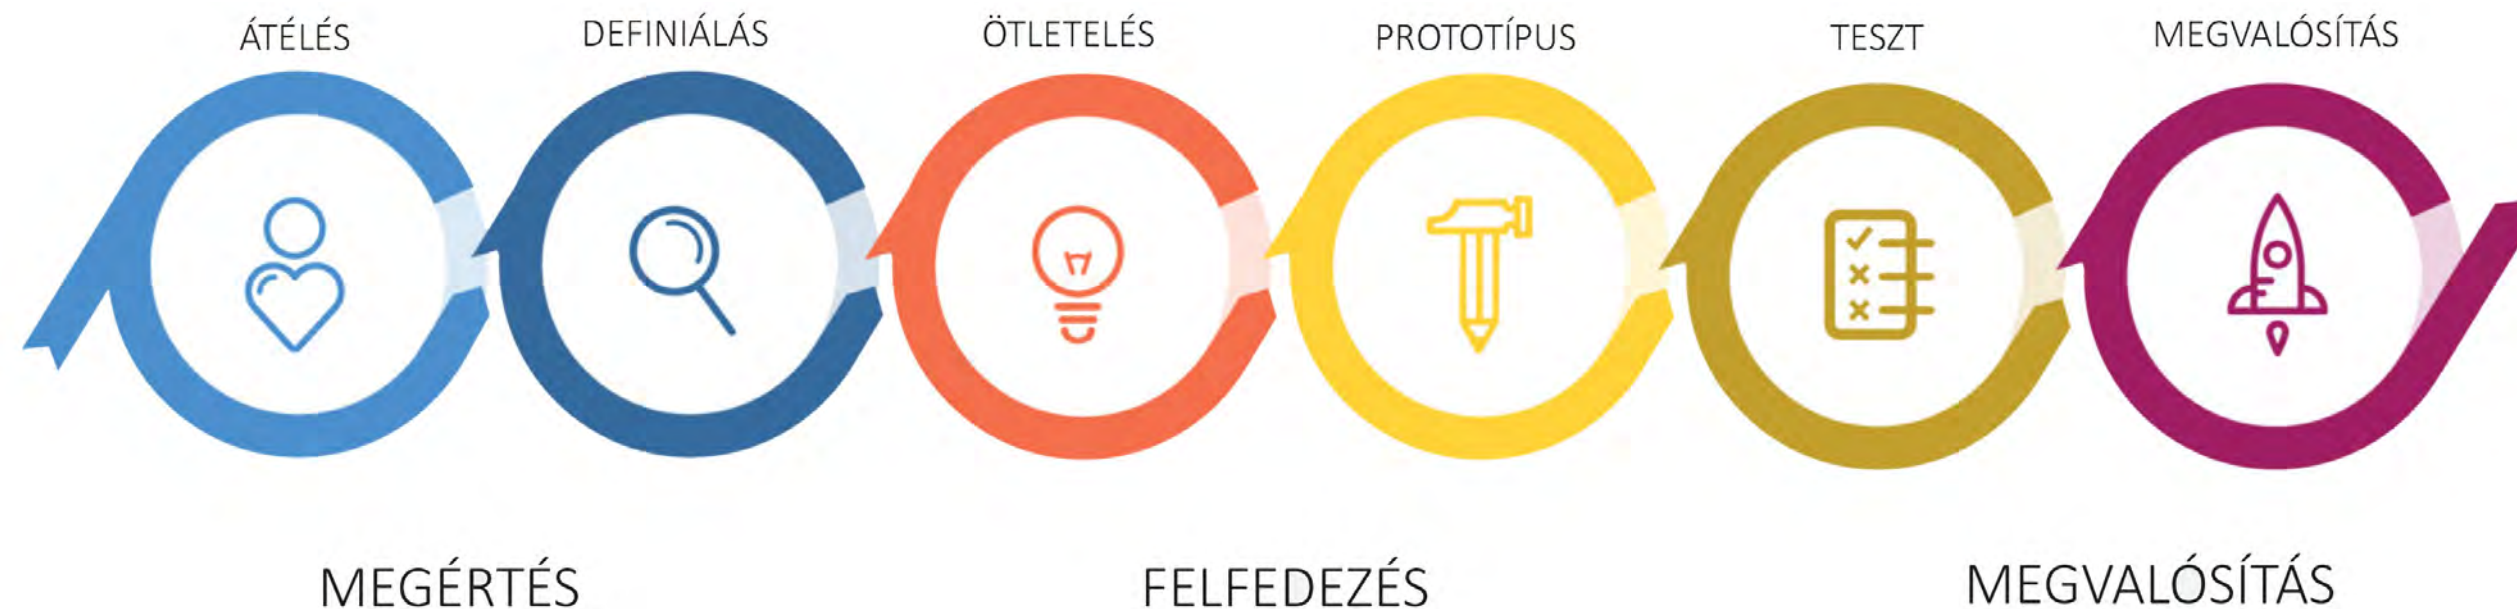 ÁTÉLÉS DEFINIÁLÁS ÖTLETELÉS PROTOTÍPUS TESZT MEGVALÓSÍTÁS
MEGÉRTÉS FELFEDEZÉS MEGVALÓSÍTÁS